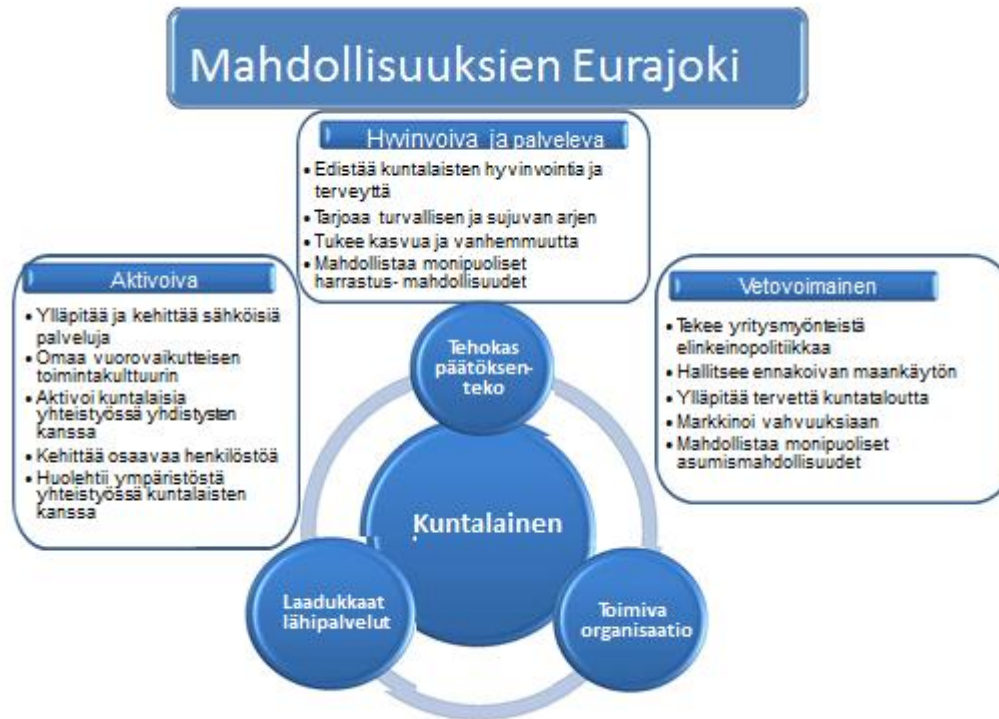 Mahdollisuuksien Eurajoki
Hyvinvoiva ja palveleva
• Edistää kuntalaisten hyvinvointia ja
terveyttä
• Tarjoaa turvallisen ja sujuvan arjen
• Tukee kasvua ja vanhemmuutta
• Mahdollistaa monipuoliset
harrastus- mahdollisuudet
Aktivoiva
• Ylläpitää ja kehittää sähköisiä
palveluja
• Omaa vuorovaikutteisen
toimintakulttuurin
• Aktivoi kuntalaisia
yhteistyössä yhdistysten
kanssa
• Kehittää osaavaa henkilöstöä
• Huolehtii ympäristöstä
yhteistyössä kuntalaisten
kanssa
Vetovoimainen
• Tekee yritysmyönteistä
elinkeinopolitiikkaa
• Hallitsee ennakoivan maankäytön
• Ylläpitää tervettä kuntataloutta
• Markkinoi vahvuuksiaan
• Mahdollistaa monipuoliset
asumismahdollisuudet
Tehokas
päätöksen-
teko
Kuntalainen
Laadukkaat
lähipalvelut
Toimiva
organisaatio